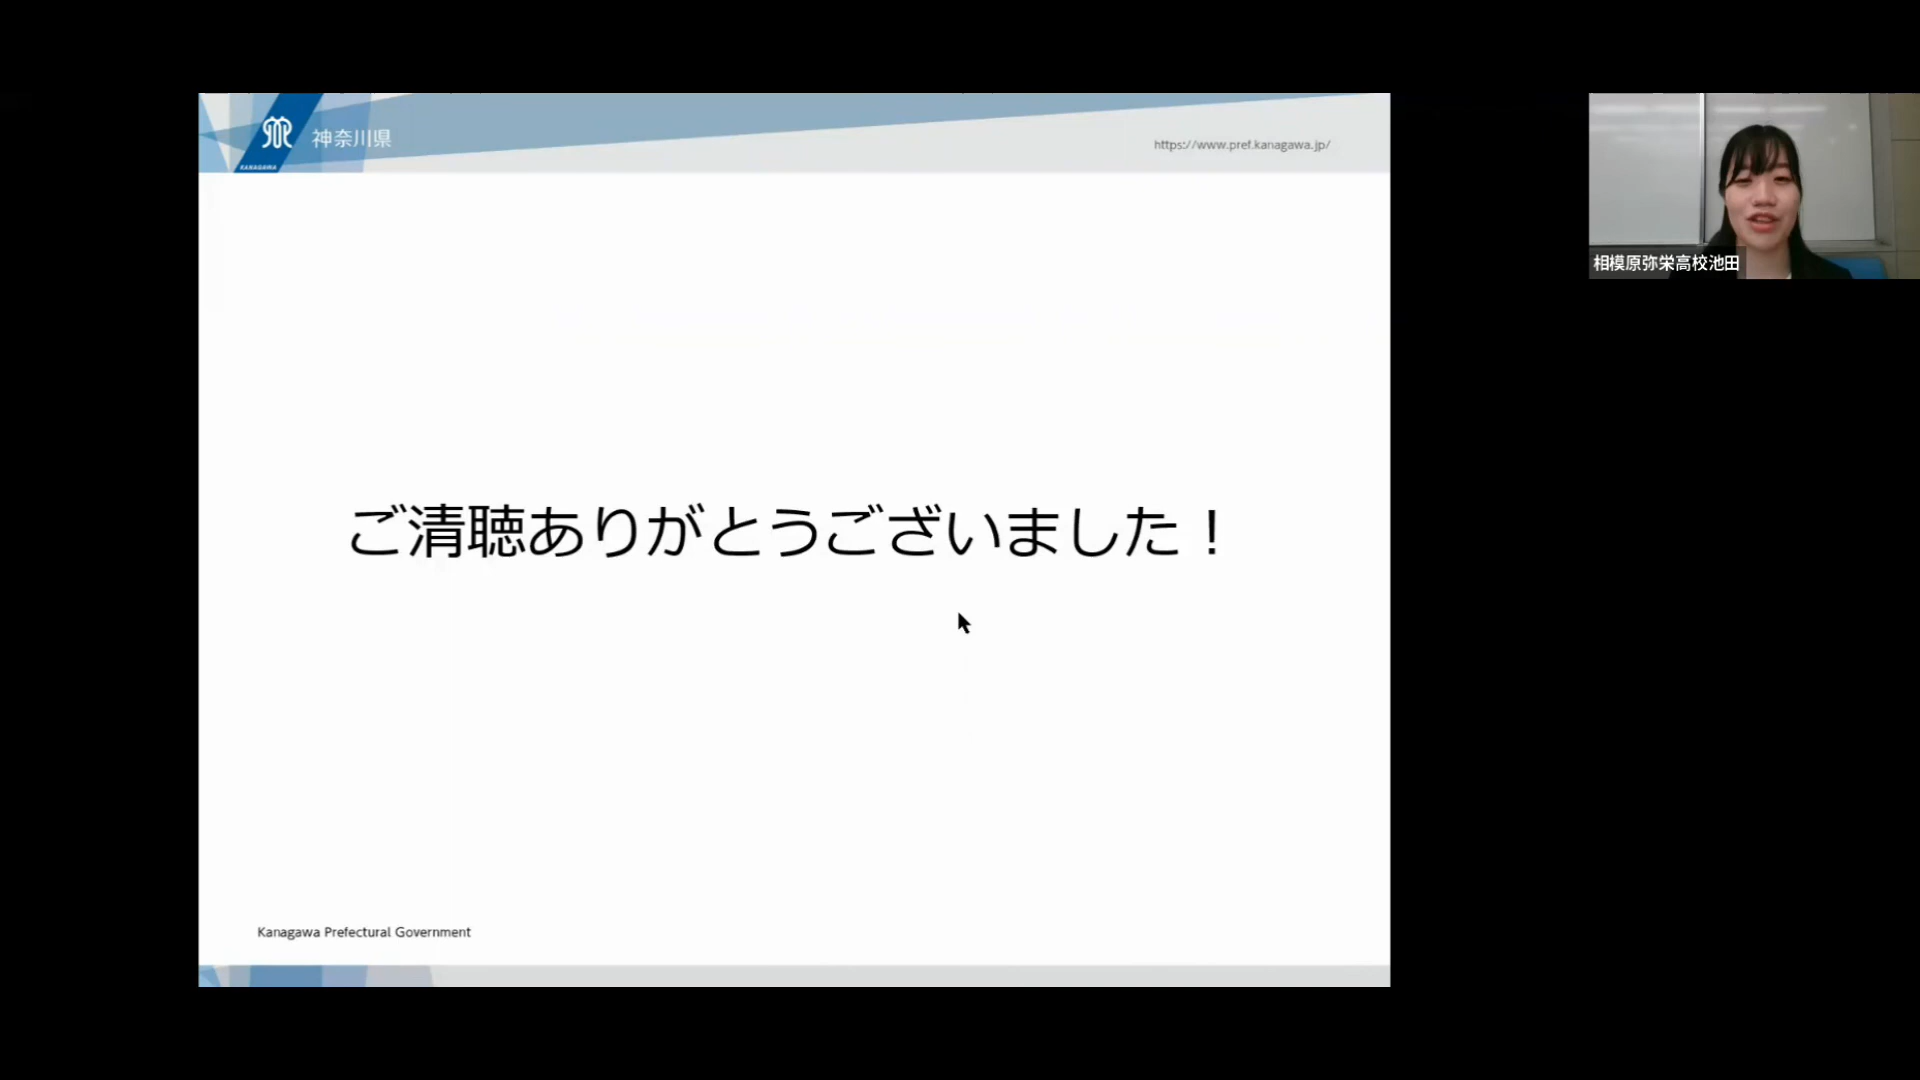 神奈川県
KANAGAWA
https://www.pref.kanagawa.jp/
相模原弥栄高校池田
ご清聴ありがとうございました！
Kanagawa Prefectural Government